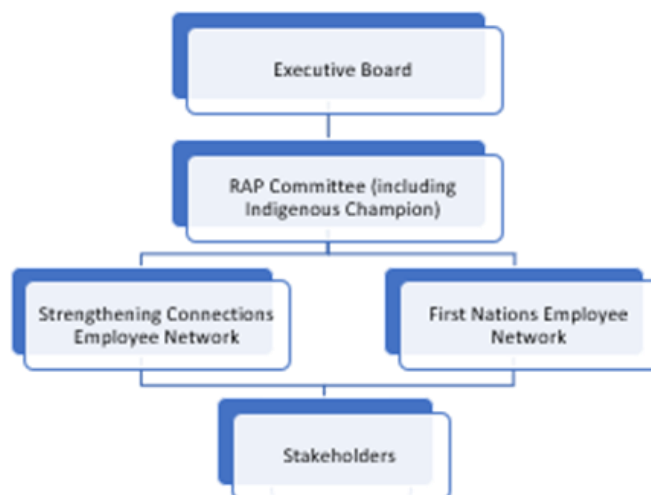 Executive Board
RAP Committee (including
Indigenous Champion)
Strengthening Connections
Employee Network
First Nations Employee
Network
Stakeholders